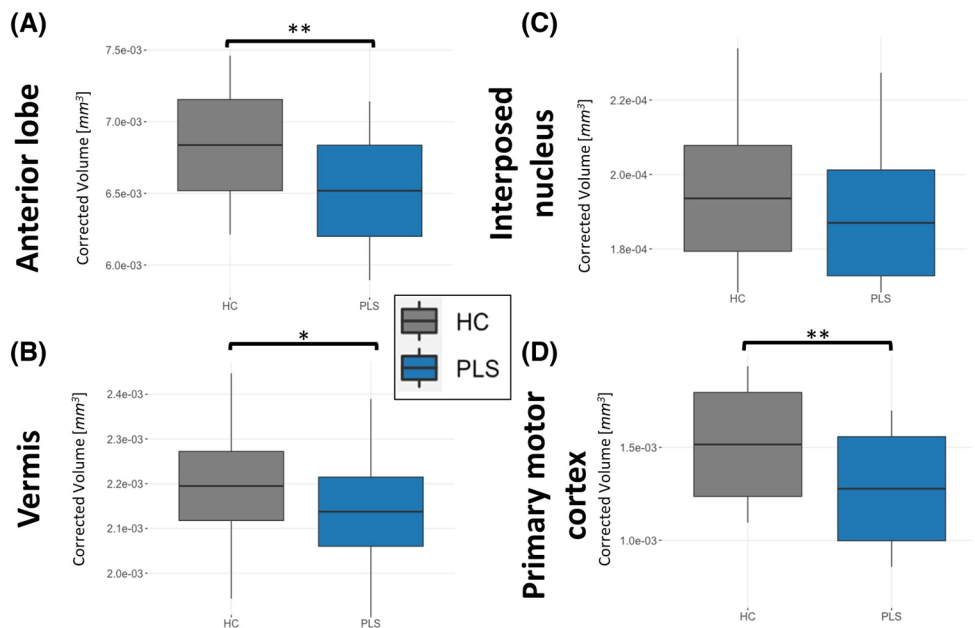 (A)
**
Anterior lobe
Corrected Volume [mm³]
7.5e-03
7.0e-03
6.5e-03
6.0e-03
HC
PLS
(C)
Interposed
nucleus
Corrected Volume [mm³]
2.2e-04
2.0e-04
1.8e-04
HC
PLS
HC
PLS
(B)
*
Vermis
Corrected Volume [mm³]
2.4e-03
2.3e-03
2.2e-03
2.1e-03
2.0e-03
HC
PLS
(D)
**
Primary motor
cortex
Corrected Volume [mm³]
1.5e-03
1.0e-03
HC
PLS